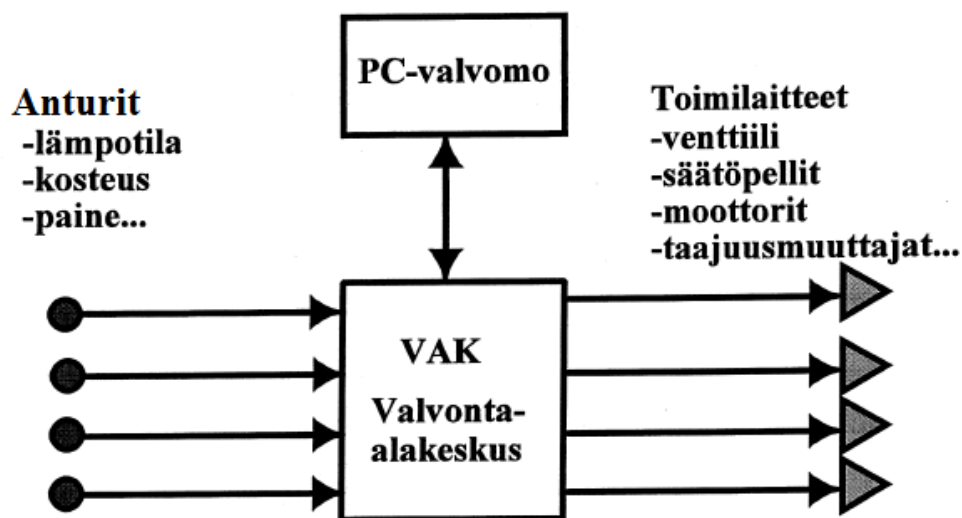 PC-valvomo
Anturit
-lämpotila
-kosteus
-paine...
Toimilaitteet
-venttiili
-säätöpellit
-moottorit
-taajuusmuuttajat...
VAK
Valvonta-
alakeskus